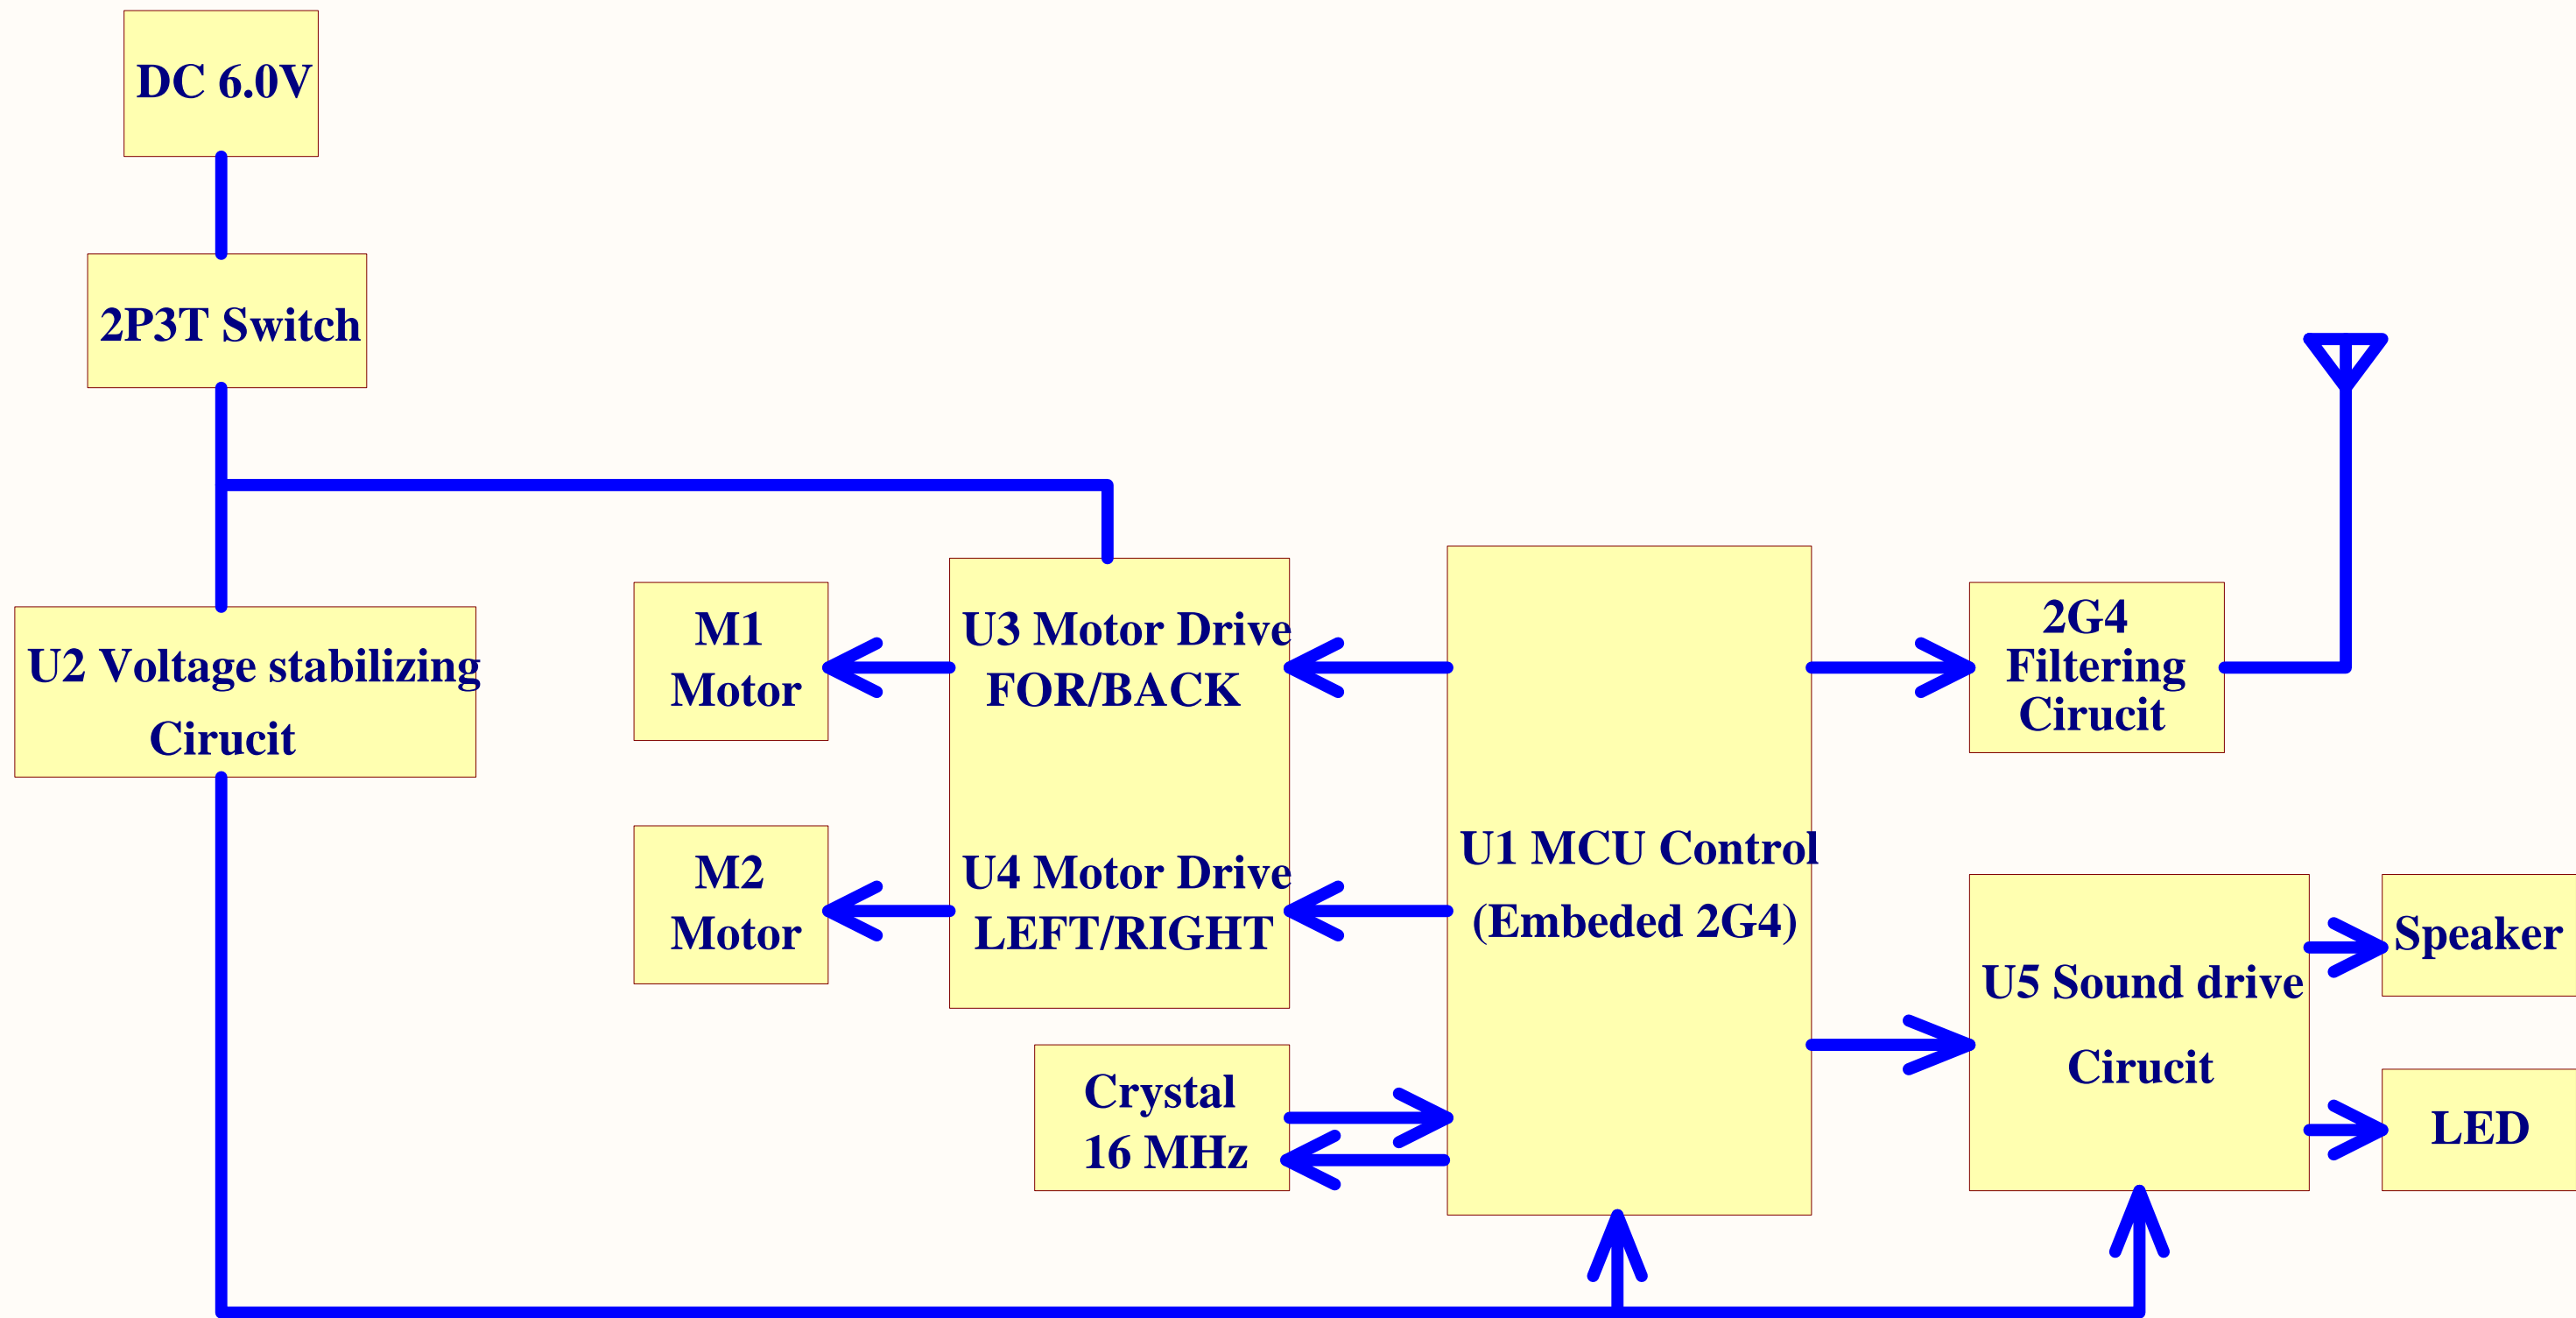 DC 6.0V
2P3T Switch
U2 Voltage stabilizing
Cirucit
M1
Motor
M2
Motor
U3 Motor Drive
FOR/BACK
U4 Motor Drive
LEFT/RIGHT
Crystal
16 MHz
U1 MCU Control
(Embeded 2G4)
2G4
Filtering
Cirucit
U5 Sound drive
Cirucit
Speaker
LED